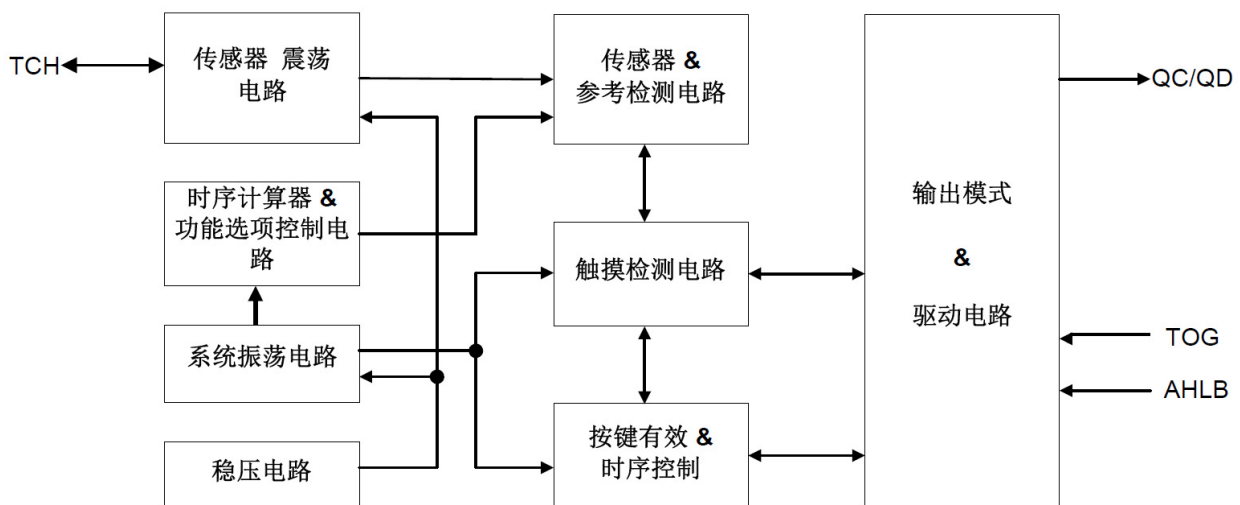 TCH
传感器 震荡
电路
传感器 &
参考检测电路
QC/QD
时序计算器 &
功能选项控制电
路
触摸检测电路
输出模式
&
驱动电路
系统振荡电路
TOG
AHLB
稳压电路
按键有效 &
时序控制